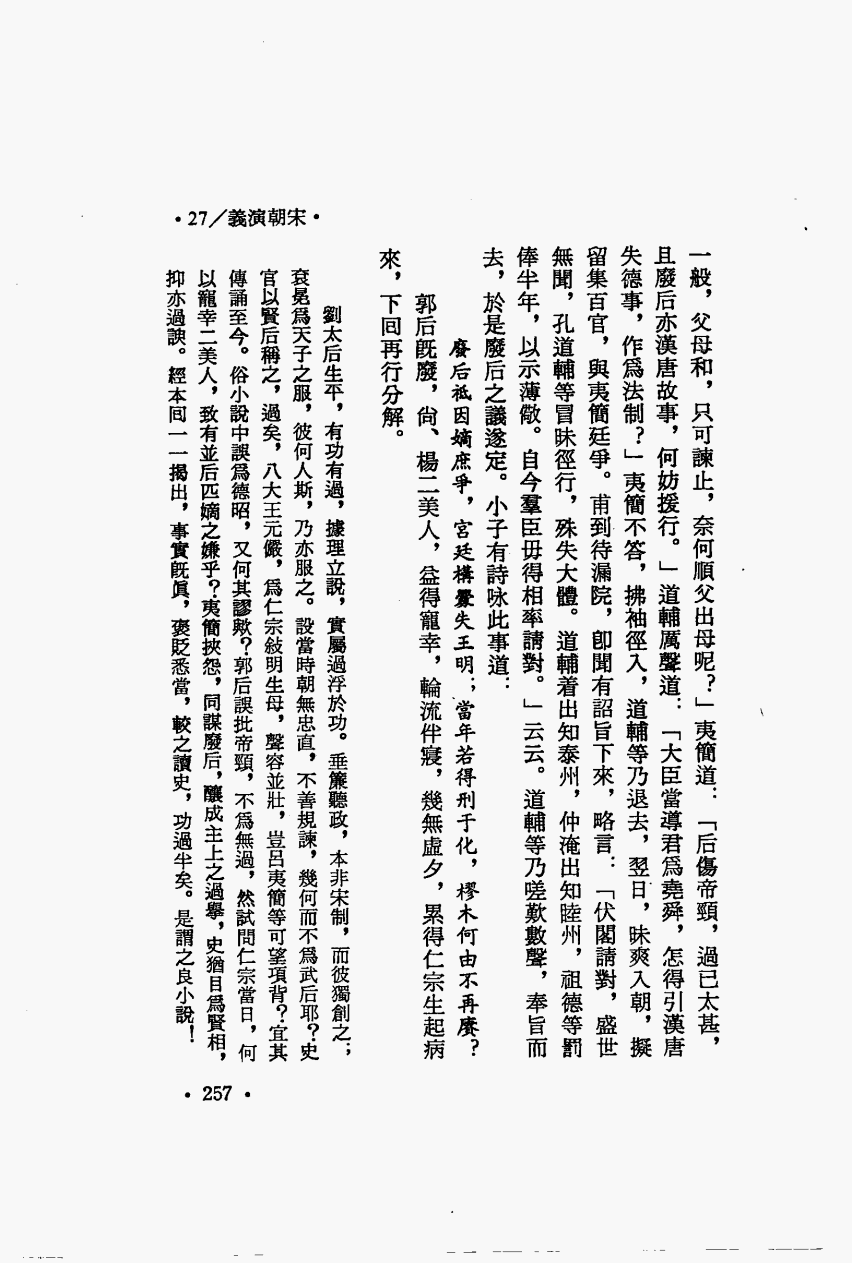 •27/義演朝宋•
一般，父母和，只可諫止，奈何順父出母呢？」夷簡道：「后傷帝頸，過已太甚，
且廢后亦漢唐故事，何妨援行。」道輔厲聲道：「大臣當導君爲堯舜，怎得引漢唐
失德事，作爲法制？」夷簡不答，拂袖徑入，道輔等乃退去，翌日，昧爽入朝，擬
留集百官，與夷簡廷爭。甫到待漏院，卽聞有詔旨下來，略言：「伏閣請對，盛世
無聞，孔道輔等冒昧徑行，殊失大體。道輔着出知泰州，仲淹出知睦州，祖德等罰
俸半年，以示薄儆。自今羣臣毋得相率請對。」云云。道輔等乃嗟歎數聲，奉旨而
去，於是廢后之議遂定。小子有詩咏此事道：
廢后祗因嫡庶爭，宮廷構釁失王明；當年若得刑于化，樛木何由不再賡？
郭后旣廢，尙、楊二美人，益得寵幸，輪流伴寢，幾無虛夕，累得仁宗生起病
來，下回再行分解。
劉太后生平，有功有過，據理立說，實屬過浮於功。垂簾聽政，本非宋制，而彼獨創之；
袞冕爲天子之服，彼何人斯，乃亦服之。設當時朝無忠直，不善規諫，幾何而不爲武后耶？史
官以賢后稱之，過矣，八大王元儼，爲仁宗敍明生母，聲容並壯，豈呂夷簡等可望項背？宜其
傳誦至今。俗小說中誤爲德昭，又何其謬歟？郭后誤批帝頸，不爲無過，然試問仁宗當日，何
以寵幸二美人，致有並后匹嫡之嫌乎？夷簡挾怨，同謀廢后，釀成主上之過擧，史猶目爲賢相，
抑亦過諛。經本回一一揭出，事實旣眞，褒貶悉當，較之讀史，功過半矣。是謂之良小說！
•257•